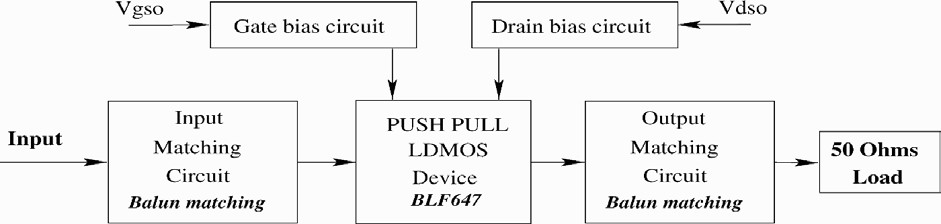 Vgso
Gate bias circuit
Drain bias circuit
Vdso
Input
Input
Matching
Circuit
Balun matching
PUSH PULL
LDMOS
Device
BLF647
Output
Matching
Circuit
Balun matching
50 Ohms
Load